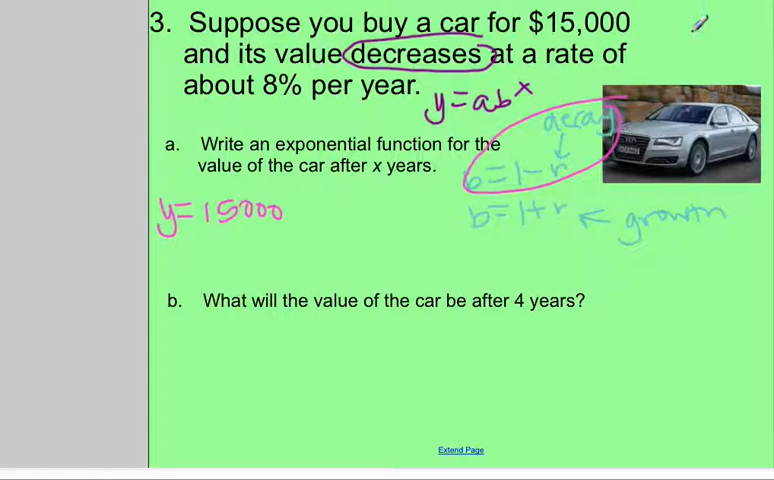 3. Suppose you buy a car for $15,000
and its value decreases at a rate of
about 8% per year.
y=ab^x
decay
a. Write an exponential function for the
value of the car after x years.
b=1-r
y=15000
b=1+r ← growth
b. What will the value of the car be after 4 years?
Extend Page